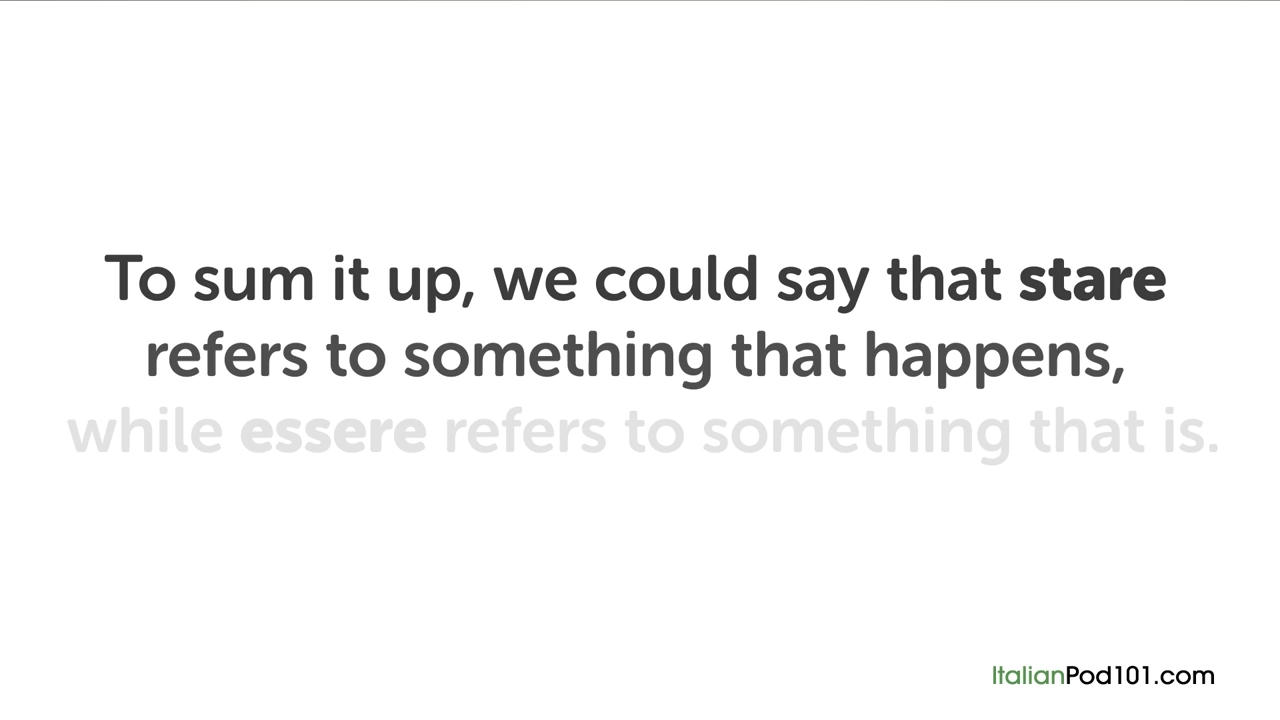 To sum it up, we could say that stare
refers to something that happens,
while essere refers to something that is.
ItalianPod101.com